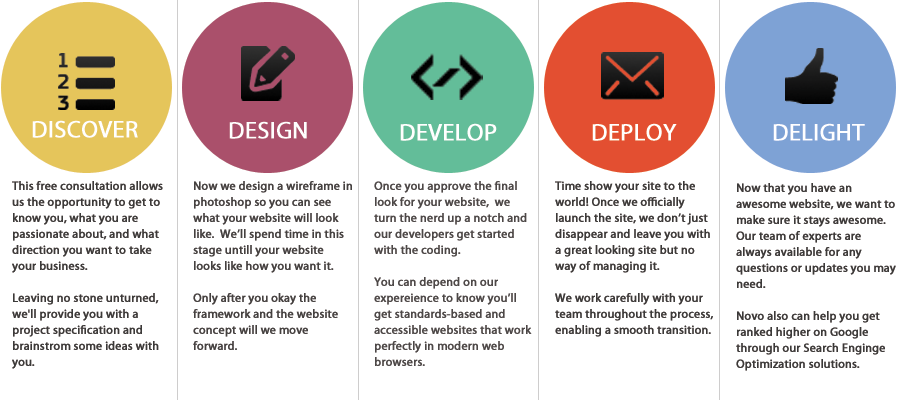 1
2
3
DISCOVER
This free consultation allows
us the opportunity to get to
know you, what you are
passionate about, and what
direction you want to take
your business.
Leaving no stone unturned,
we'll provide you with a
project specification and
brainstrom some ideas with
you.
DESIGN
Now we design a wireframe in
photoshop so you can see
what your website will look
like. We'll spend time in this
stage untill your website
looks like how you want it.
Only after you okay the
framework and the website
concept will we move
forward.
DEVELOP
Once you approve the final
look for your website, we
turn the nerd up a notch and
our developers get started
with the coding.
You can depend on our
expereience to know you'll
get standards-based and
accessible websites that work
perfectly in modern web
browsers.
DEPLOY
Time show your site to the
world! Once we officially
launch the site, we don't just
disappear and leave you with
a great looking site but no
way of managing it.
We work carefully with your
team throughout the process,
enabling a smooth transition.
DELIGHT
Now that you have an
awesome website, we want to
make sure it stays awesome.
Our team of experts are
always available for any
questions or updates you may
need.
Novo also can help you get
ranked higher on Google
through our Search Enginge
Optimization solutions.